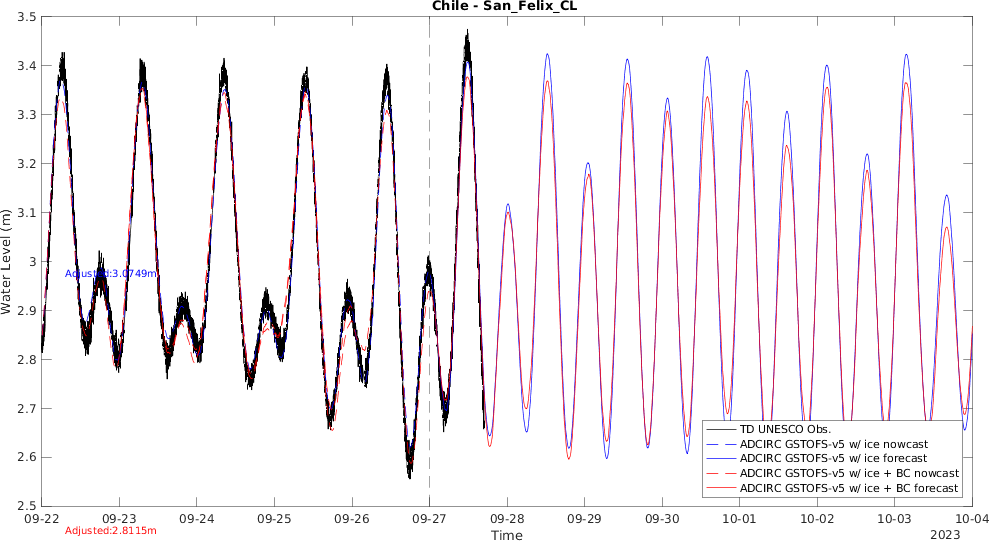 Chile - San_Felix_CL
3.5
3.4
3.3
3.2
3.1
3
2.9
2.8
2.7
2.6
2.5
Water Level (m)
Adjusted:3.0749m
Adjusted:2.8115m
TD UNESCO Obs.
ADCIRC GSTOFS-v5 w/ ice nowcast
ADCIRC GSTOFS-v5 w/ ice forecast
ADCIRC GSTOFS-v5 w/ ice + BC nowcast
ADCIRC GSTOFS-v5 w/ ice + BC forecast
09-22 09-23 09-24 09-25 09-26 09-27 09-28 09-29 09-30 10-01 10-02 10-03 10-04
2023
Time